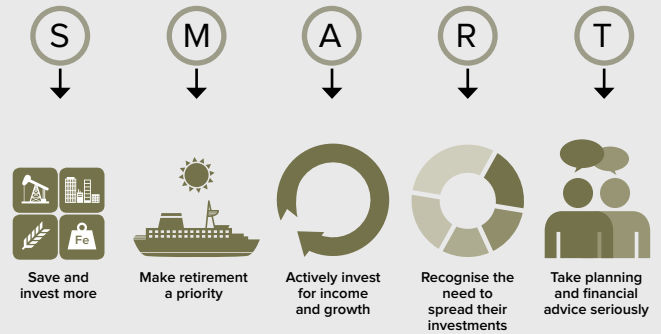 S
M
A
R
T
Fe
Save and
invest more
Make retirement
a priority
Actively invest
for income
and growth
Recognise the
need to
spread their
investments
Take planning
and financial
advice seriously